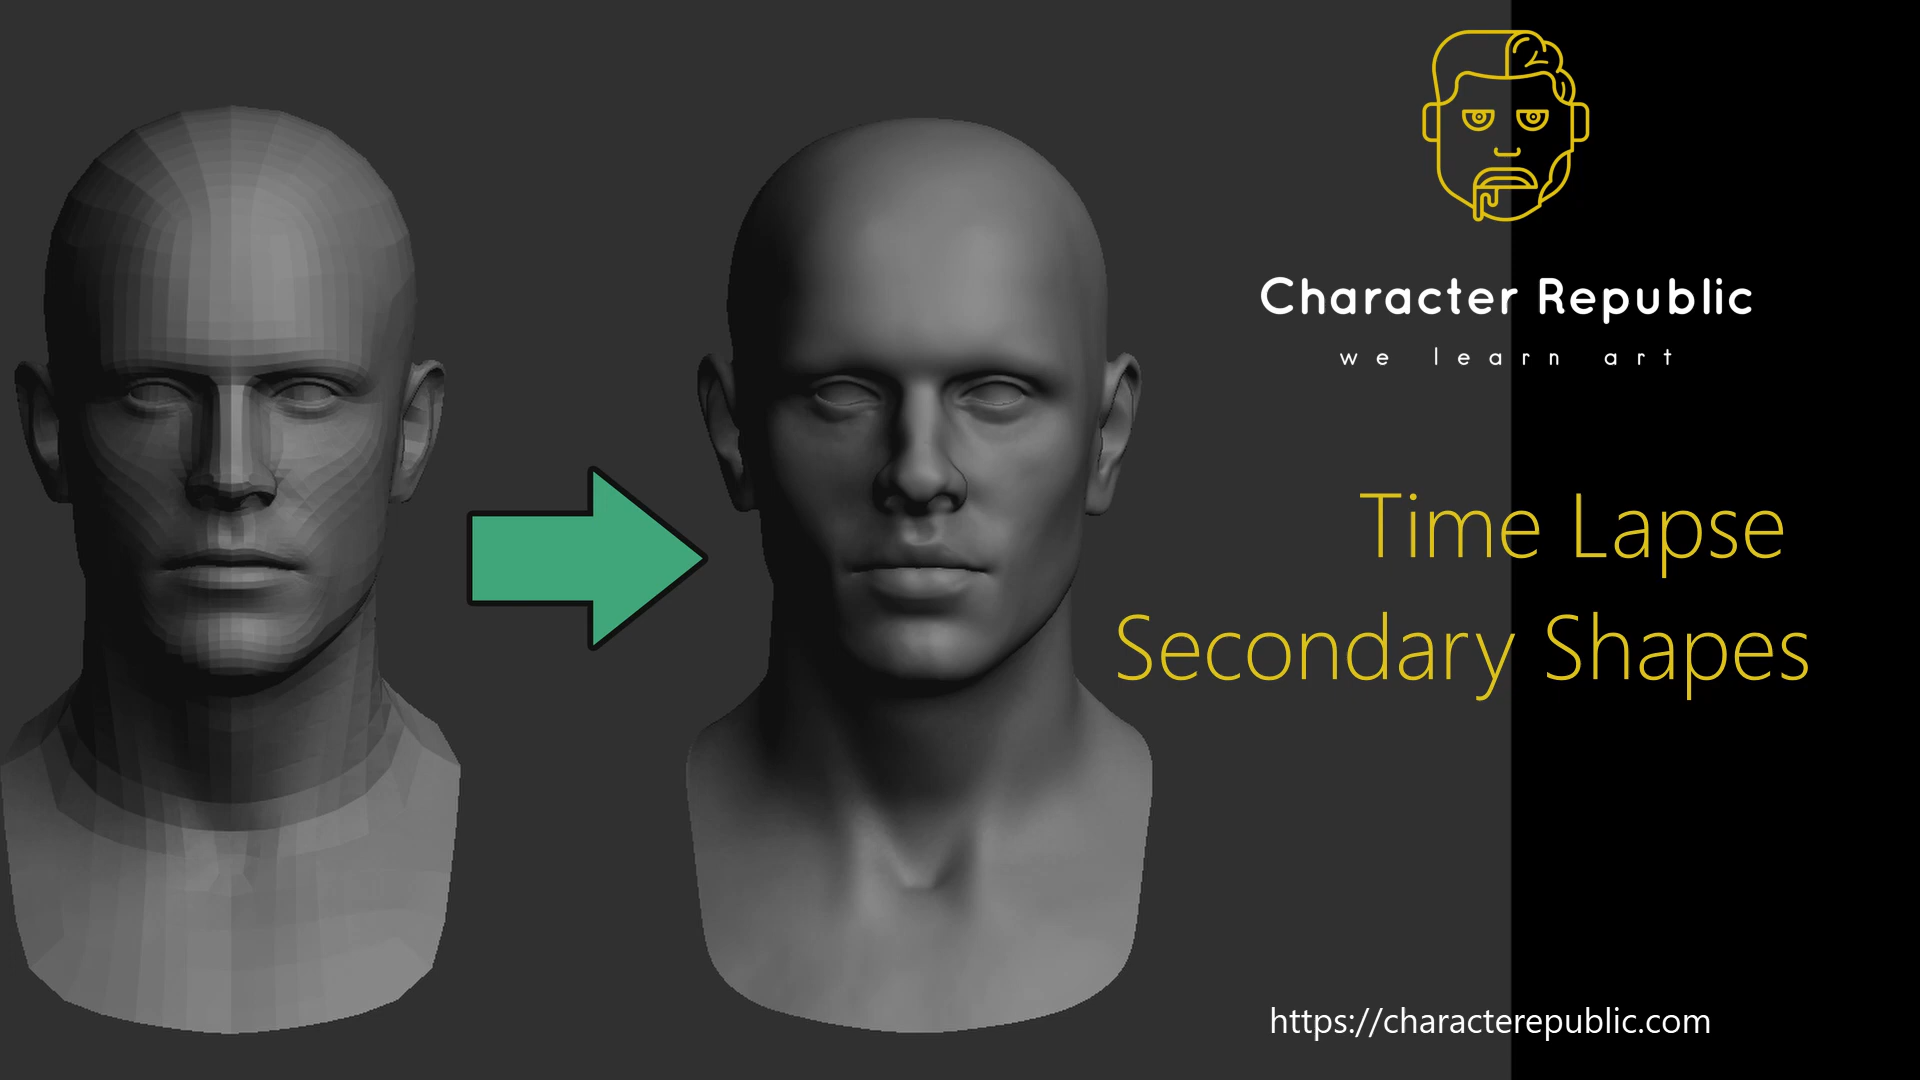 Character Republic
we learn art
Time Lapse
Secondary Shapes
https://characterepublic.com